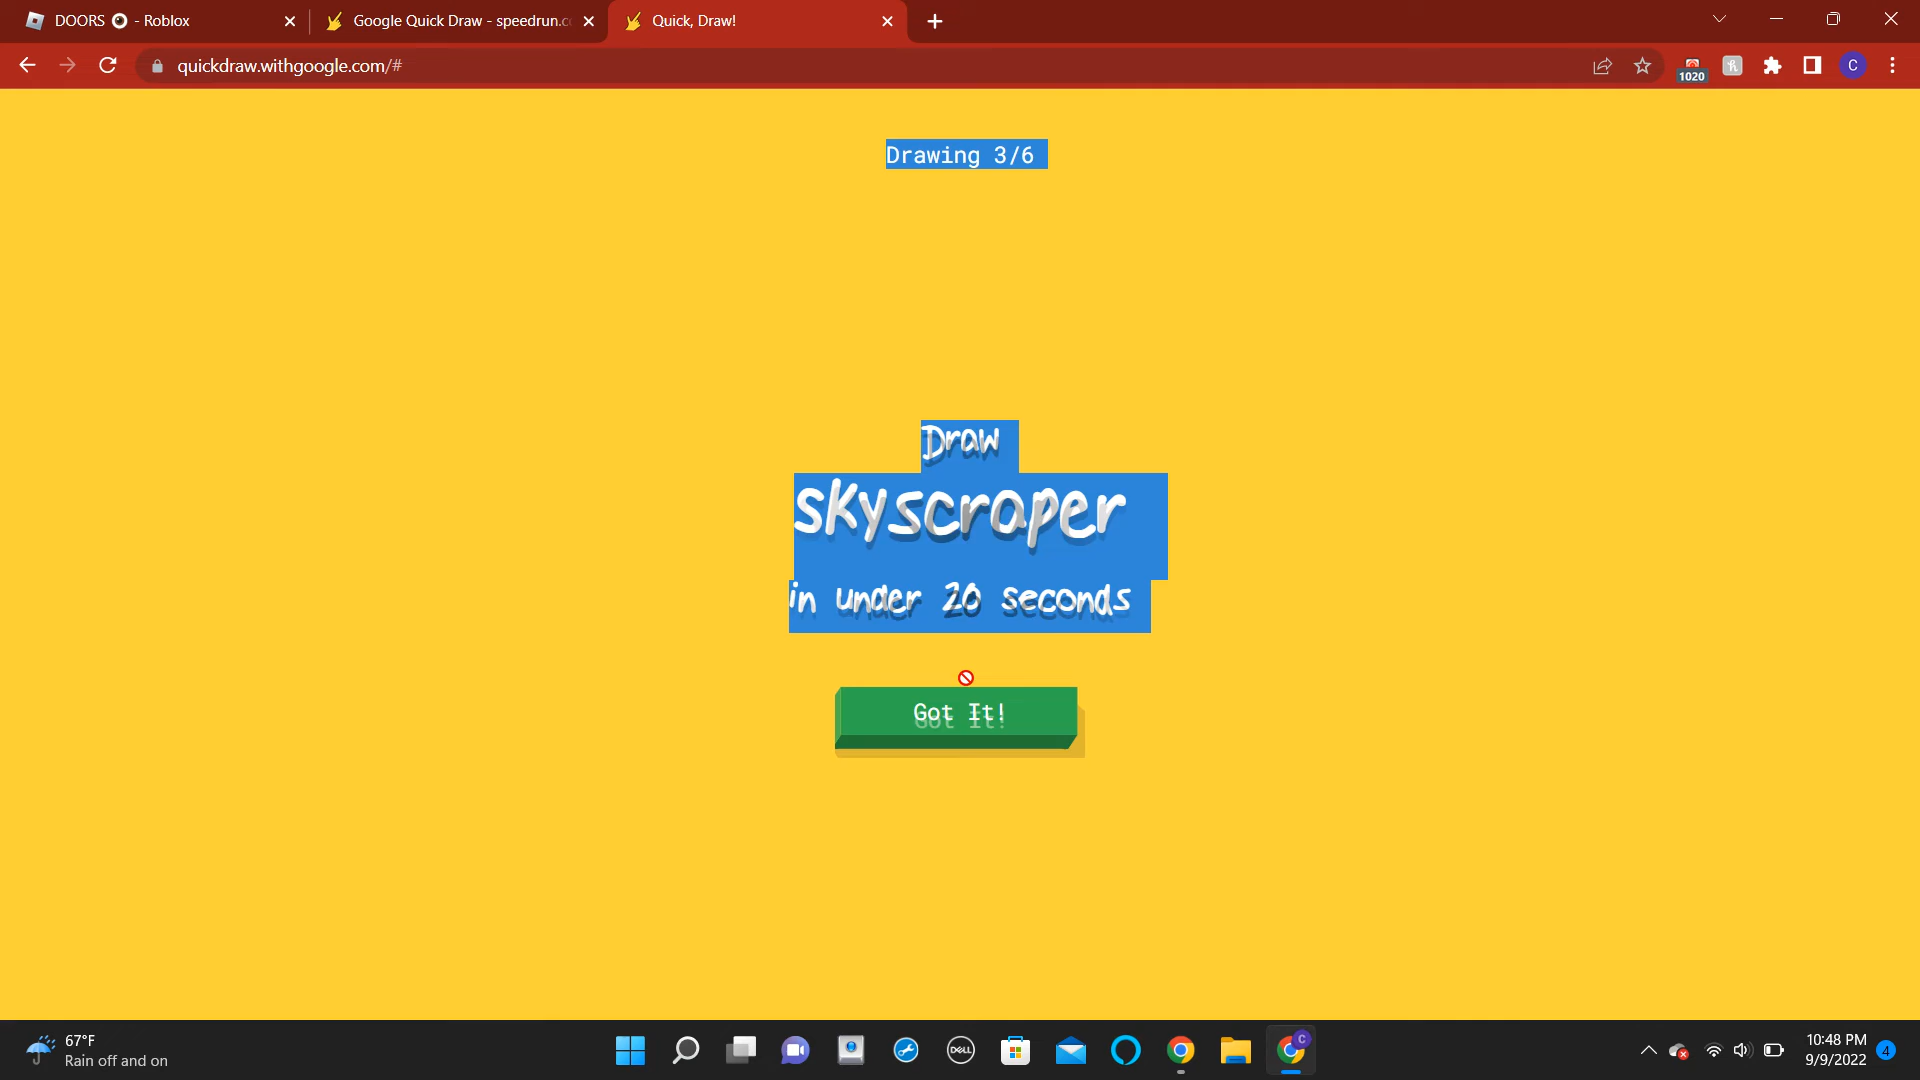 DOORS - Roblox
Google Quick Draw - speedrun.c
Quick, Draw!
quickdraw.withgoogle.com/#
1020
C
Drawing 3/6
Draw
skyscraper
in under 20 seconds
Got It!
67°F
Rain off and on
DELL
C
10:48 PM
9/9/2022
4